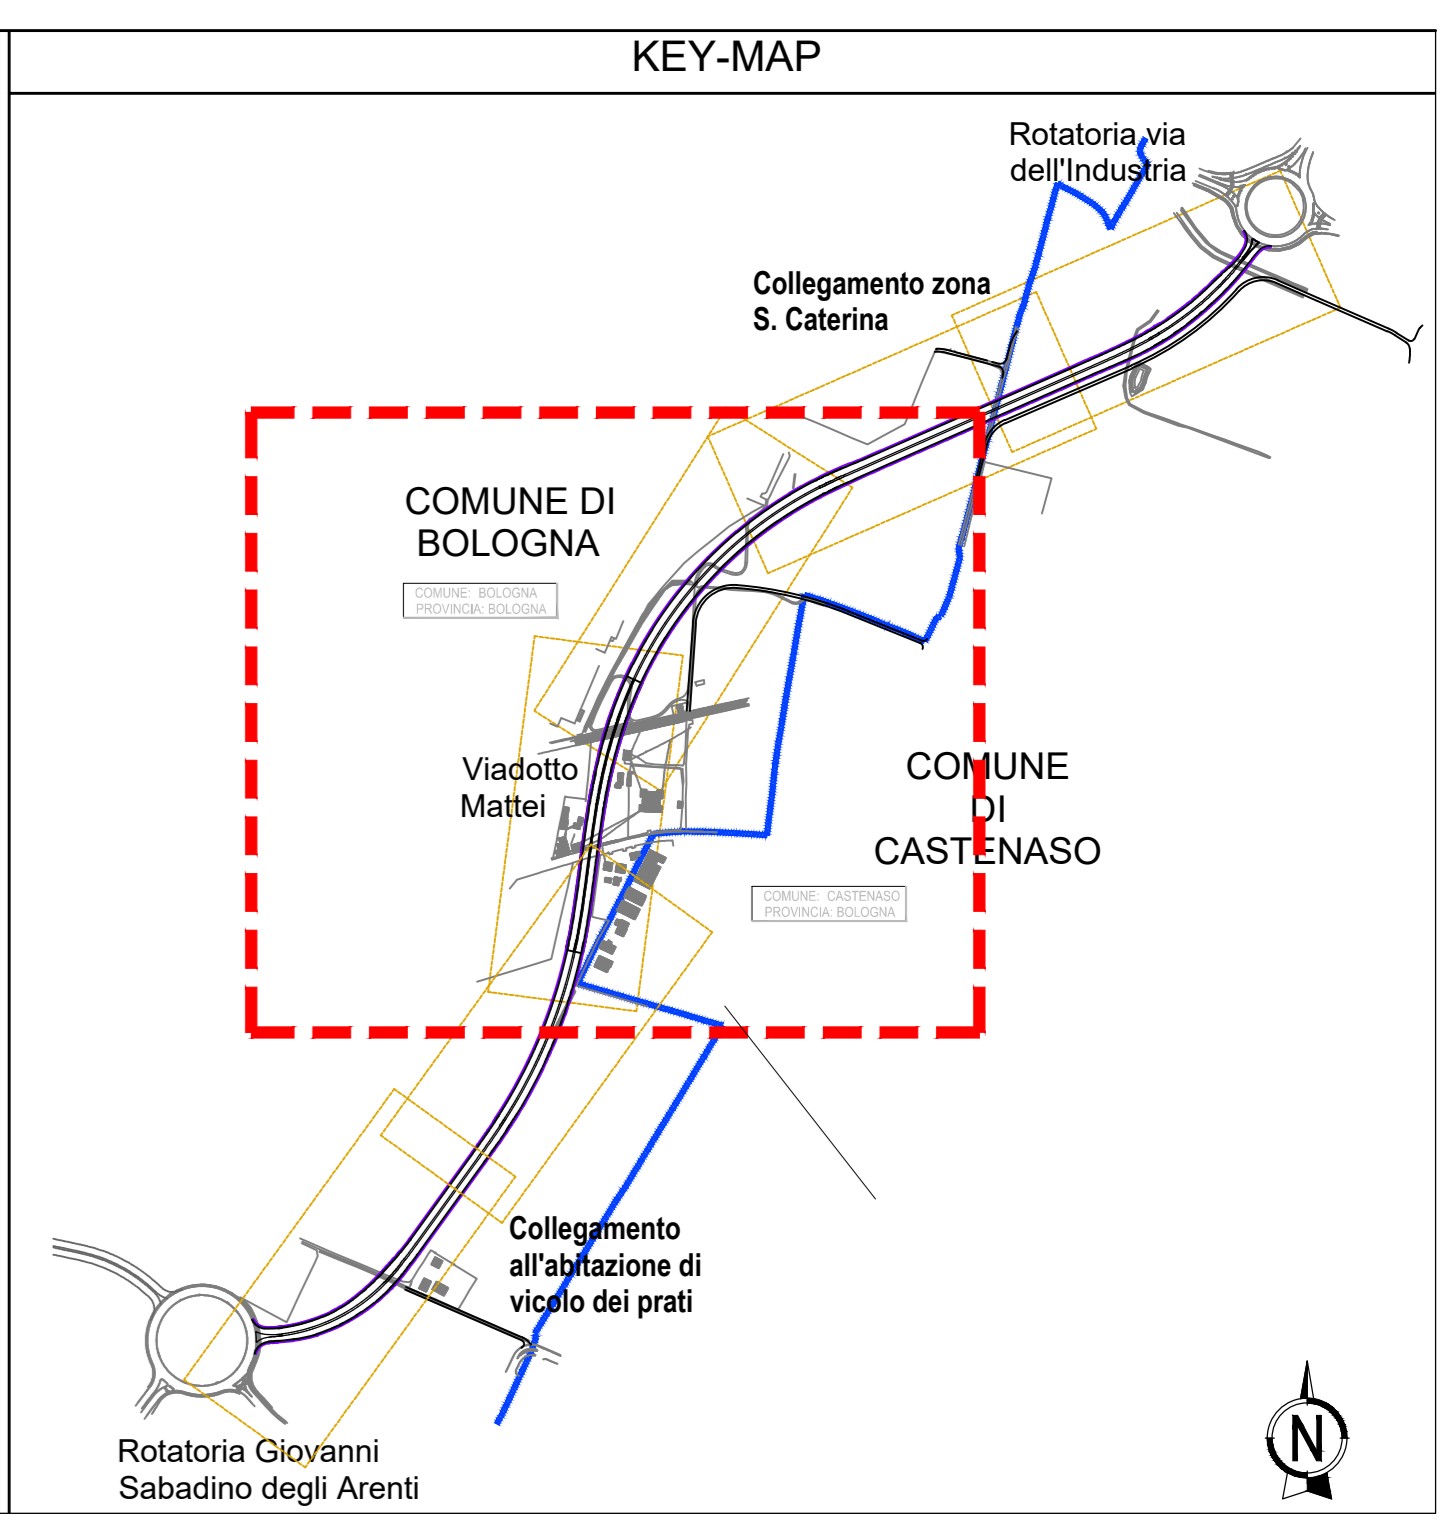 KEY-MAP
Rotatoria via
dell'Industria
Collegamento zona
S. Caterina
COMUNE DI
BOLOGNA
COMUNE: BOLOGNA
PROVINCIA: BOLOGNA
Viadotto
Mattei
COMUNE
DI
CASTENASO
COMUNE: CASTENASO
PROVINCIA: BOLOGNA
Collegamento
all'abitazione di
vicolo dei prati
Rotatoria Giovanni
Sabadino degli Arenti
N